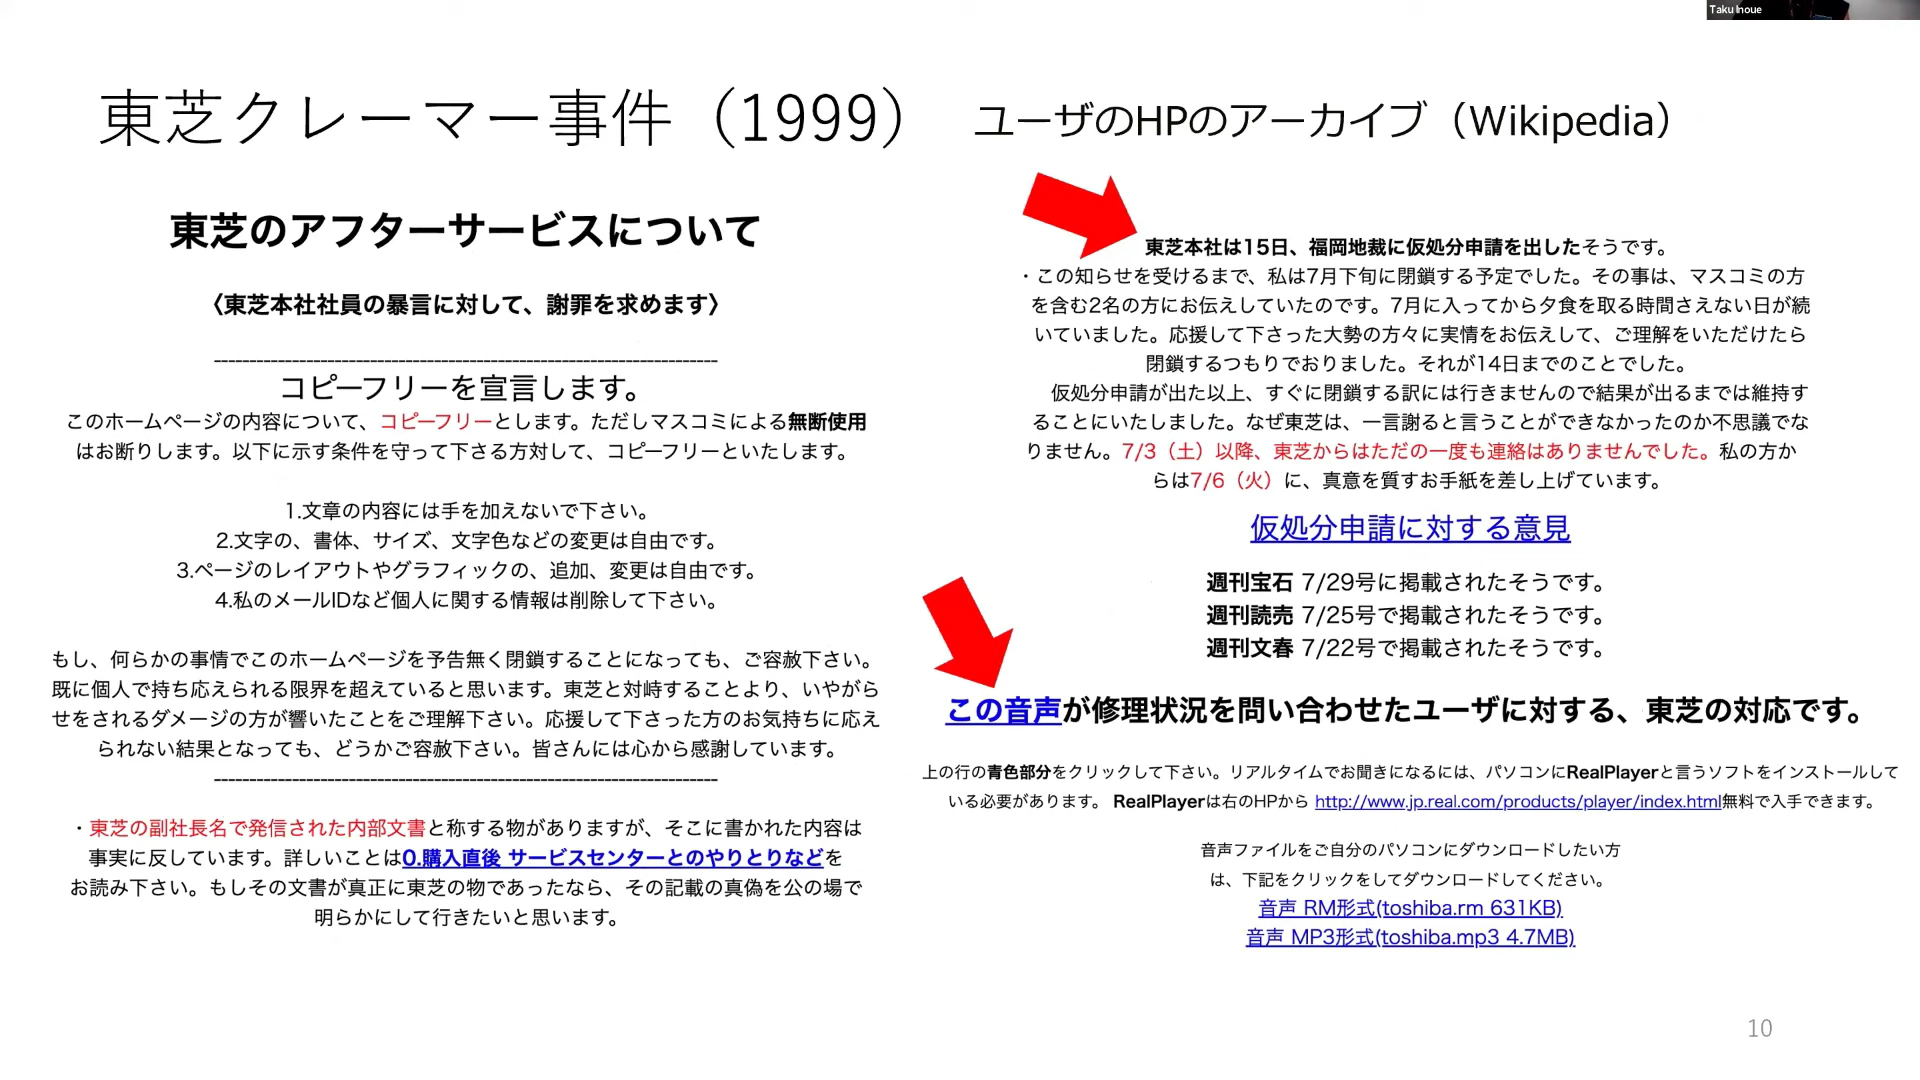 Taku Inoue
東芝クレーマー事件（1999）
ユーザのHPのアーカイブ（Wikipedia）
東芝のアフターサービスについて
〈東芝本社社員の暴言に対して、謝罪を求めます〉
------------------------------------------------------------------------
コピーフリーを宣言します。
このホームページの内容について、コピーフリーとします。ただしマスコミによる無断使用
はお断りします。以下に示す条件を守って下さる方対して、コピーフリーといたします。
1.文章の内容には手を加えないで下さい。
2.文字の、書体、サイズ、文字色などの変更は自由です。
3.ページのレイアウトやグラフィックの、追加、変更は自由です。
4.私のメールIDなど個人に関する情報は削除して下さい。
もし、何らかの事情でこのホームページを予告無く閉鎖することになっても、ご容赦下さい。
既に個人で持ち応えられる限界を超えていると思います。東芝と対峙することより、いやがら
せをされるダメージの方が響いたことをご理解下さい。応援して下さった方のお気持ちに応え
られない結果となっても、どうかご容赦下さい。皆さんには心から感謝しています。
------------------------------------------------------------------------
・東芝の副社長名で発信された内部文書と称する物がありますが、そこに書かれた内容は
事実に反しています。詳しいことは0.購入直後 サービスセンターとのやりとりなどを
お読み下さい。もしその文書が真正に東芝の物であったなら、その記載の真偽を公の場で
明らかにして行きたいと思います。
東芝本社は15日、福岡地裁に仮処分申請を出したそうです。
・この知らせを受けるまで、私は7月下旬に閉鎖する予定でした。その事は、マスコミの方
を含む2名の方にお伝えしていたのです。7月に入ってから夕食を取る時間さえない日が続
いていました。応援して下さった大勢の方々に実情をお伝えして、ご理解をいただけたら
閉鎖するつもりでおりました。それが14日までのことでした。
仮処分申請が出た以上、すぐに閉鎖する訳には行きませんので結果が出るまでは維持す
ることにいたしました。なぜ東芝は、一言謝ると言うことができなかったのか不思議でな
りません。7/3（土）以降、東芝からはただの一度も連絡はありませんでした。私の方か
らは7/6（火）に、真意を質すお手紙を差し上げています。
仮処分申請に対する意見
週刊宝石 7/29号に掲載されたそうです。
週刊読売 7/25号で掲載されたそうです。
週刊文春 7/22号で掲載されたそうです。
この音声が修理状況を問い合わせたユーザに対する、東芝の対応です。
上の行の青色部分をクリックして下さい。リアルタイムでお聞きになるには、パソコンにRealPlayerと言うソフトをインストールして
いる必要があります。 RealPlayerは右のHPから http://www.jp.real.com/products/player/index.html無料で入手できます。
音声ファイルをご自分のパソコンにダウンロードしたい方
は、下記をクリックをしてダウンロードしてください。
音声 RM形式(toshiba.rm 631KB)
音声 MP3形式(toshiba.mp3 4.7MB)
10